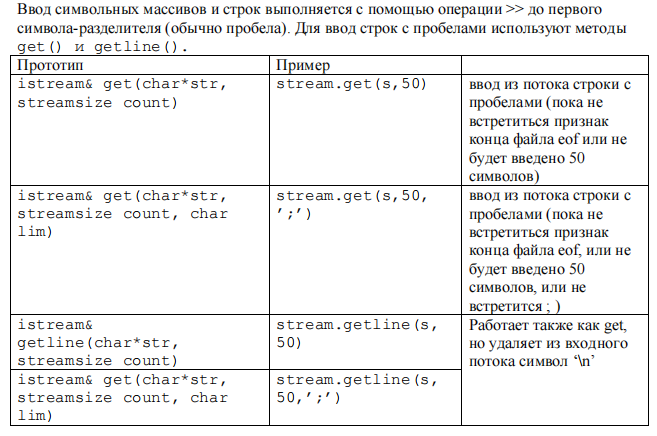 Ввод символьных массивов и строк выполняется с помощью операции >> до первого
символа-разделителя (обычно пробела). Для ввод строк с пробелами используют методы
get() и getline().
Прототип
Пример
istream& get(char*str,
streamsize count)
stream.get(s,50)
ввод из потока строки с
пробелами (пока не
встретиться признак
конца файла eof или не
будет введено 50
символов)
istream& get(char*str,
streamsize count, char
lim)
stream.get(s,50,
’;’)
ввод из потока строки с
пробелами (пока не
встретиться признак
конца файла eof, или не
будет введено 50
символов, или не
встретится ; )
istream&
getline(char*str,
streamsize count)
stream.getline(s,
50)
Работает также как get,
но удаляет из входного
потока символ ‘\n’
istream& get(char*str,
streamsize count, char
lim)
stream.getline(s,
50,’;’)